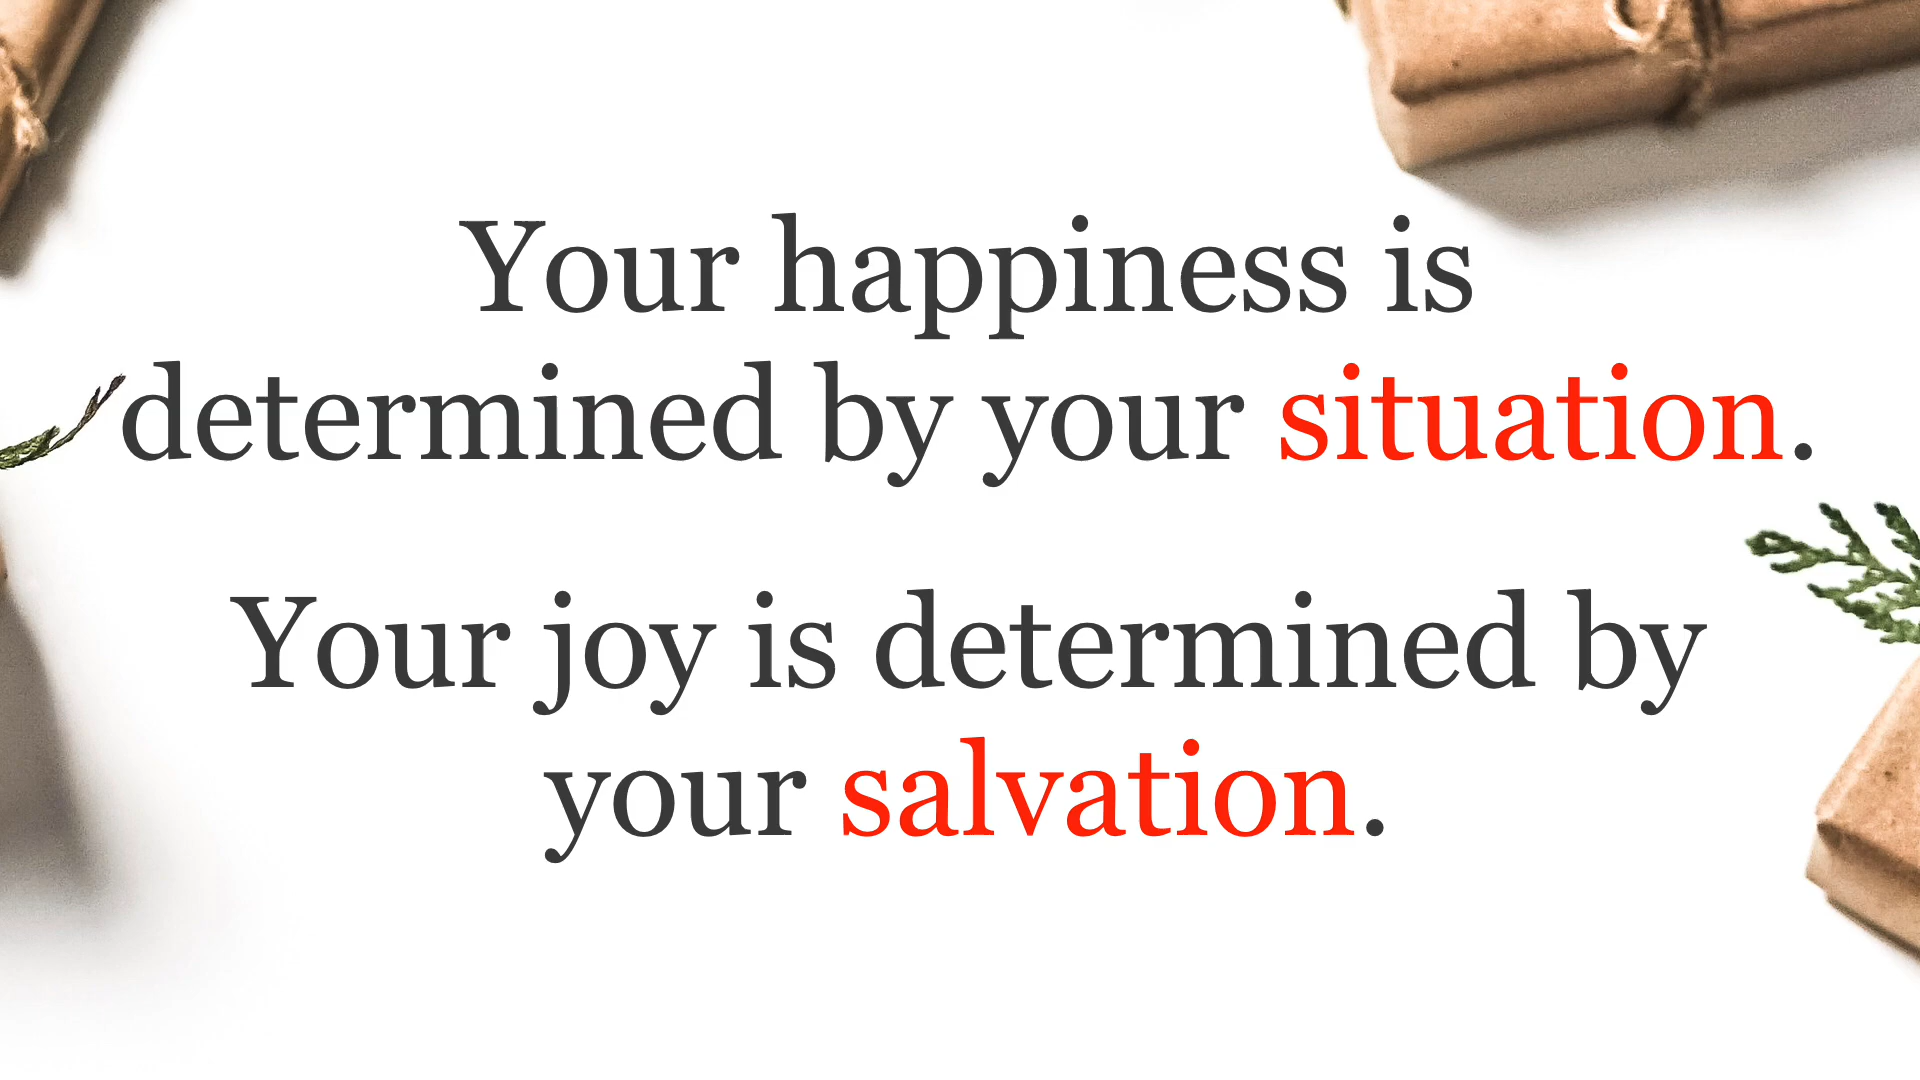 Your happiness is
determined by your situation.
Your joy is determined by
your salvation.